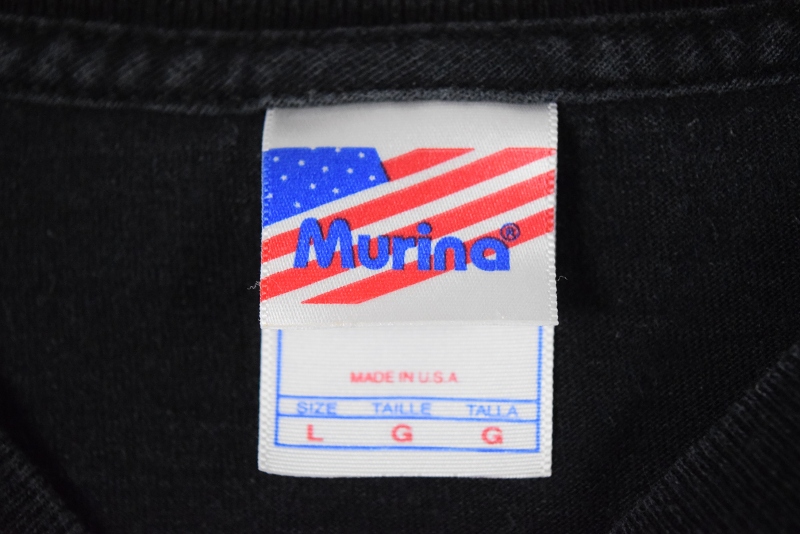 Murina®
MADE IN U.S.A
SIZE TAILLE TALLA
L G G